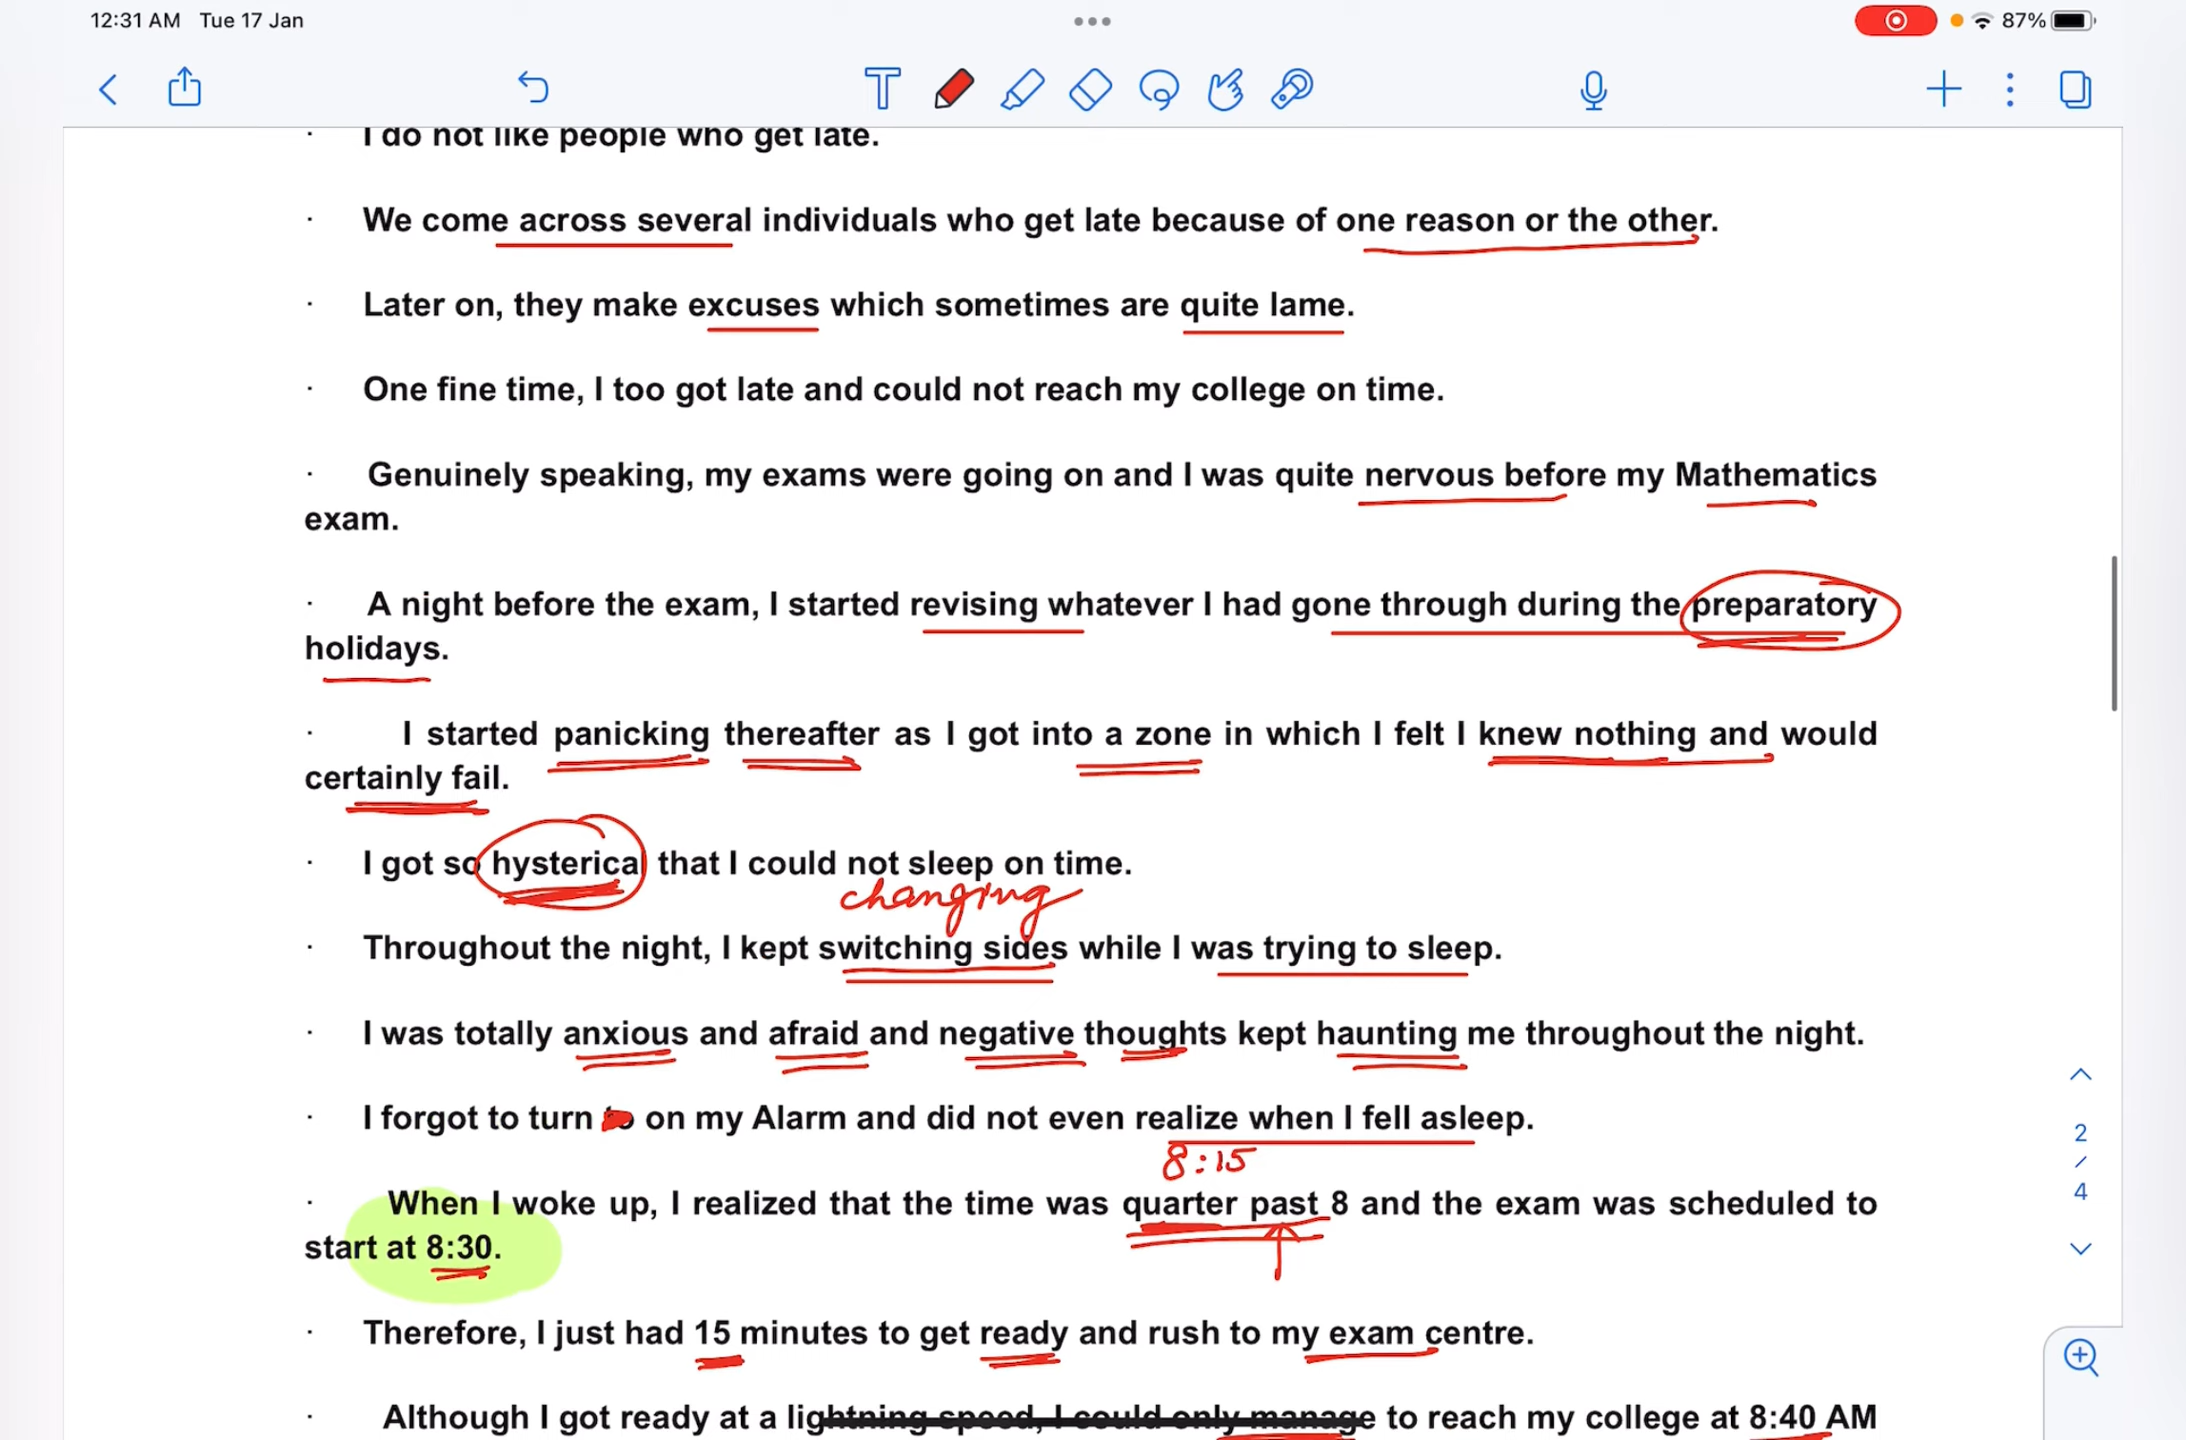 12:31 AM Tue 17 Jan
87%
T
· I do not like people who get late.
· We come across several individuals who get late because of one reason or the other.
· Later on, they make excuses which sometimes are quite lame.
· One fine time, I too got late and could not reach my college on time.
· Genuinely speaking, my exams were going on and I was quite nervous before my Mathematics
exam.
· A night before the exam, I started revising whatever I had gone through during the preparatory
holidays.
· I started panicking thereafter as I got into a zone in which I felt I knew nothing and would
certainly fail.
· I got so hysterical that I could not sleep on time.
changing
· Throughout the night, I kept switching sides while I was trying to sleep.
· I was totally anxious and afraid and negative thoughts kept haunting me throughout the night.
· I forgot to turn on my Alarm and did not even realize when I fell asleep.
8:15
· When I woke up, I realized that the time was quarter past 8 and the exam was scheduled to
start at 8:30.
2
/
4
· Therefore, I just had 15 minutes to get ready and rush to my exam centre.
· Although I got ready at a lightning speed, I could only manage to reach my college at 8:40 AM